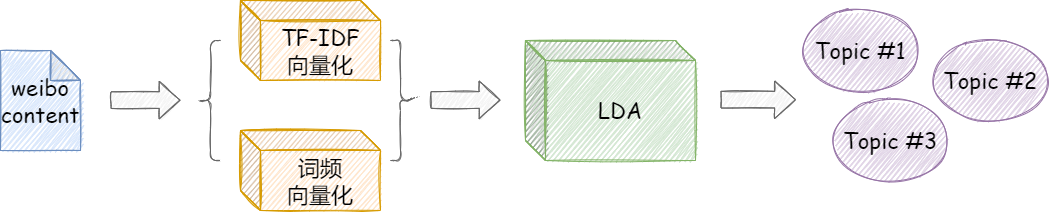 weibo
content
TF-IDF
向量化
词频
向量化
LDA
Topic #1
Topic #2
Topic #3